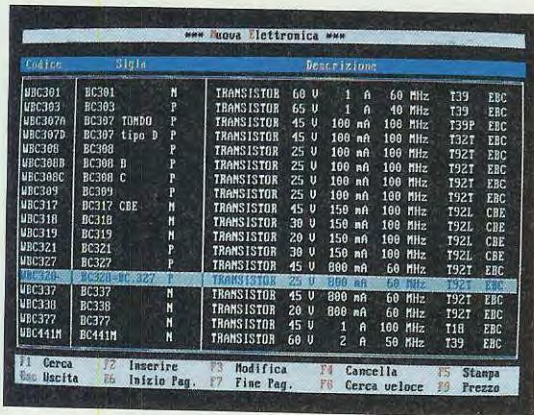 *** Nuova Elettronica ***
Codice Sigla Descrizione
WBC301 BC301 N TRANSISTOR 60 V 1 A 60 MHz T39 EBC
WBC303 BC303 P TRANSISTOR 65 V 1 A 40 MHz T39 EBC
WBC307A BC307 TONDO P TRANSISTOR 45 V 100 mA 100 MHz T39P EBC
WBC307D BC307 tipo D P TRANSISTOR 45 V 100 mA 100 MHz T32T EBC
WBC308 BC308 P TRANSISTOR 25 V 100 mA 100 MHz T92T EBC
WBC308B BC308 B P TRANSISTOR 25 V 100 mA 100 MHz T92T EBC
WBC308C BC308 C P TRANSISTOR 25 V 100 mA 100 MHz T92T EBC
WBC309 BC309 P TRANSISTOR 25 V 100 mA 100 MHz T92T EBC
WBC317 BC317 CBE N TRANSISTOR 45 V 150 mA 100 MHz T92L CBE
WBC318 BC318 N TRANSISTOR 30 V 150 mA 100 MHz T92L CBE
WBC319 BC319 N TRANSISTOR 20 V 150 mA 100 MHz T92L CBE
WBC321 BC321 P TRANSISTOR 30 V 150 mA 100 MHz T92L CBE
WBC327 BC327 P TRANSISTOR 45 V 800 mA 60 MHz T92T EBC
WBC328- BC328=BC.327 P TRANSISTOR 25 V 800 mA 60 MHz T92T EBC
WBC337 BC337 N TRANSISTOR 45 V 800 mA 60 MHz T92T EBC
WBC338 BC338 N TRANSISTOR 20 V 800 mA 60 MHz T92T EBC
WBC377 BC377 N TRANSISTOR 45 V 1 A 100 MHz T18 EBC
WBC441M BC441M N TRANSISTOR 60 V 2 A 50 MHz T39 EBC
F1 Cerca F2 Inserire F3 Modifica F4 Cancella F5 Stampa
Esc Uscita F6 Inizio Pag. F7 Fine Pag. F8 Cerca veloce F9 Prezzo